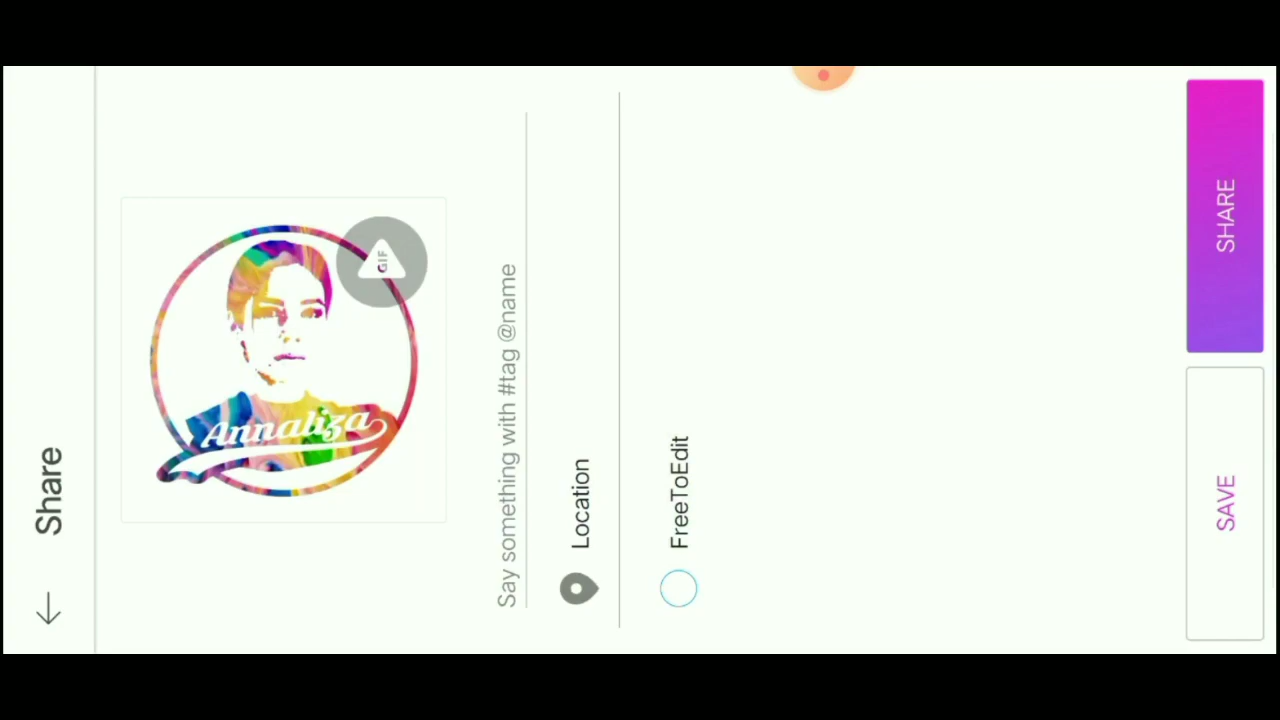 Share
GIF
Annaliza
Say something with #tag @name
Location
FreeToEdit
SAVE
SHARE